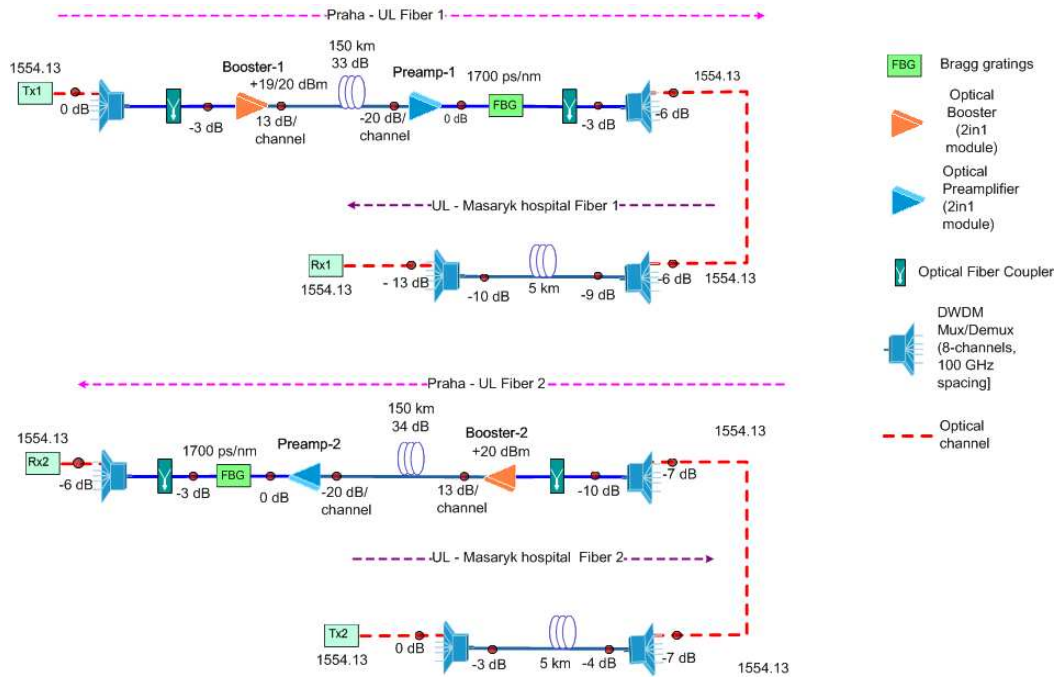 Praha - UL Fiber 1
1554.13
Tx1
0 dB
-3 dB
Booster-1
+19/20 dBm
13 dB/
channel
150 km
33 dB
-20 dB/
channel
Preamp-1
0 dB
1700 ps/nm
FBG
-3 dB
-6 dB
1554.13
UL - Masaryk hospital Fiber 1
Rx1
1554.13
- 13 dB
-10 dB
5 km
-9 dB
-6 dB
1554.13
Praha - UL Fiber 2
1554.13
Rx2
-6 dB
-3 dB
1700 ps/nm
FBG
0 dB
Preamp-2
-20 dB/
channel
150 km
34 dB
13 dB/
channel
Booster-2
+20 dBm
-10 dB
-7 dB
1554.13
UL - Masaryk hospital Fiber 2
Tx2
1554.13
0 dB
-3 dB
5 km
-4 dB
-7 dB
1554.13
FBG
Bragg gratings
Optical
Booster
(2in1
module)
Optical
Preamplifier
(2in1
module)
Optical Fiber Coupler
DWDM
Mux/Demux
(8-channels,
100 GHz
spacing]
Optical
channel